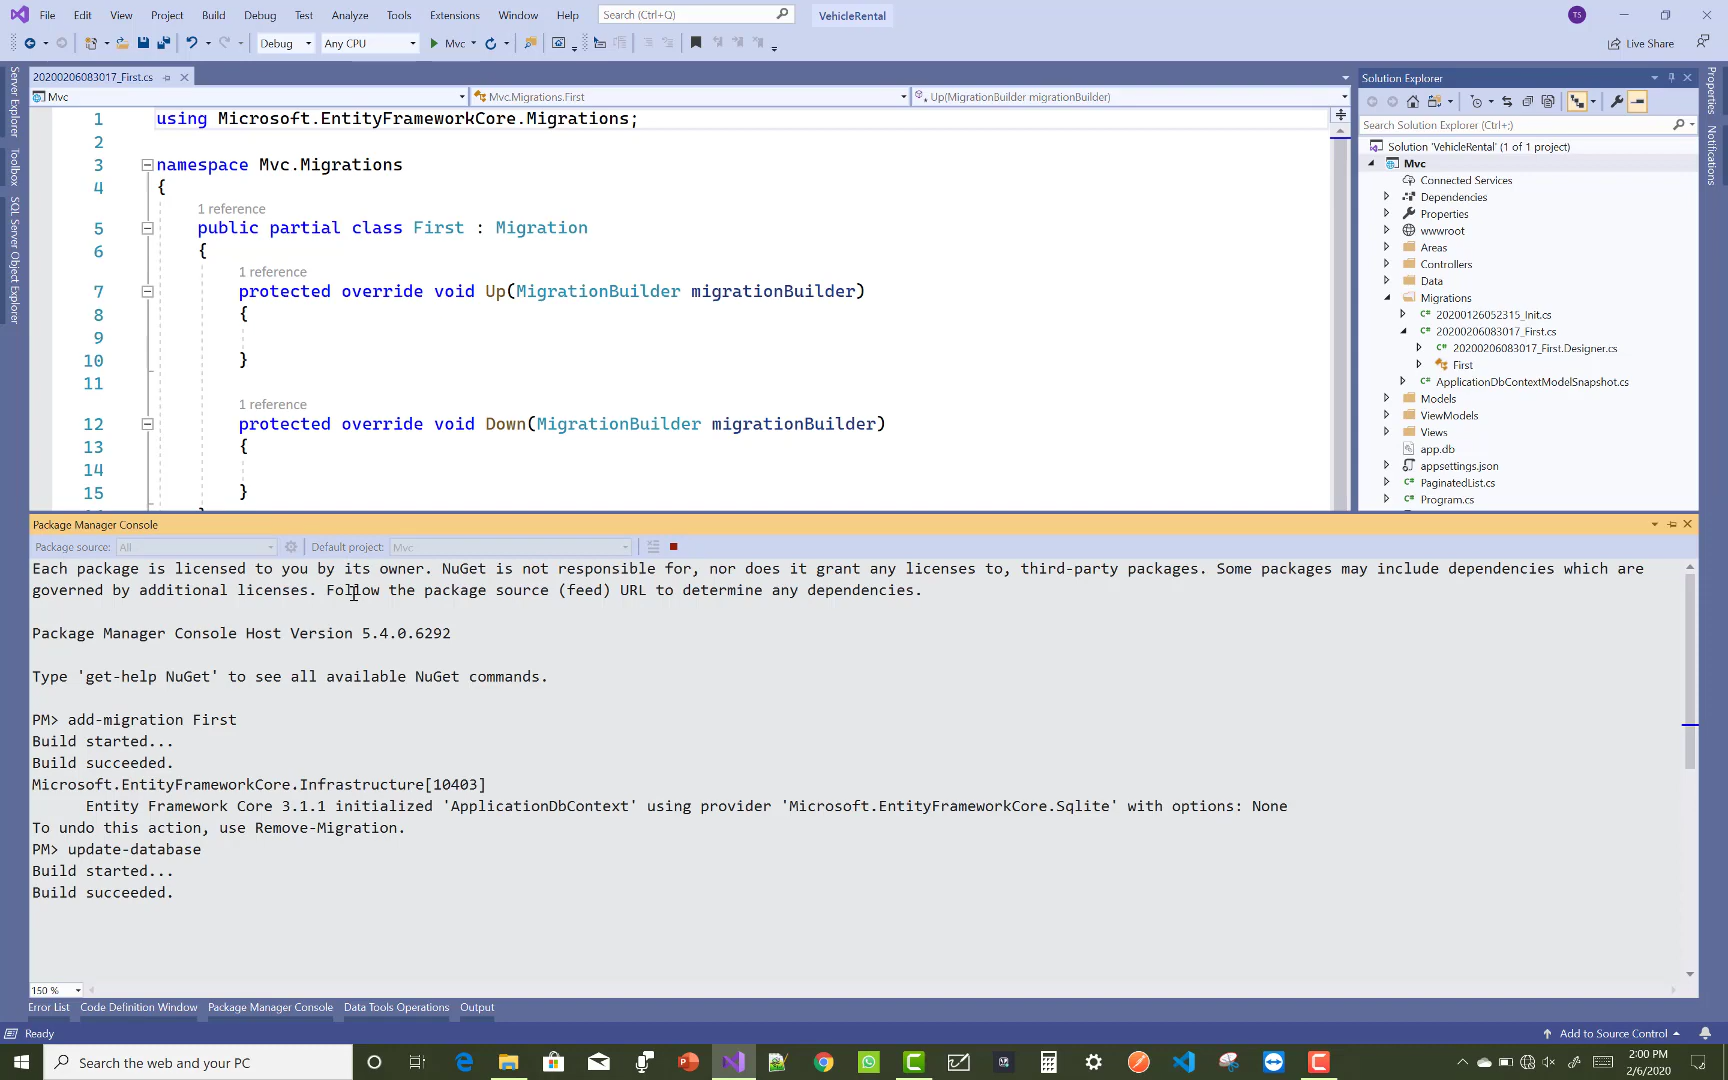 File Edit View Project Build Debug Test Analyze Tools Extensions Window Help Search (Ctrl+Q) VehicleRental TS
Debug Any CPU Mvc Live Share
20200206083017_First.cs
Mvc Mvc.Migrations.First Up(MigrationBuilder migrationBuilder)
1 using Microsoft.EntityFrameworkCore.Migrations;
2
3 namespace Mvc.Migrations
4 {
1 reference
5 public partial class First : Migration
6 {
1 reference
7 protected override void Up(MigrationBuilder migrationBuilder)
8 {
9
10 }
11
1 reference
12 protected override void Down(MigrationBuilder migrationBuilder)
13 {
14
15 }
Server Explorer
Toolbox
SQL Server Object Explorer
Solution Explorer
Search Solution Explorer (Ctrl+;)
Solution 'VehicleRental' (1 of 1 project)
Mvc
Connected Services
Dependencies
Properties
wwwroot
Areas
Controllers
Data
Migrations
20200126052315_Init.cs
20200206083017_First.cs
20200206083017_First.Designer.cs
First
ApplicationDbContextModelSnapshot.cs
Models
ViewModels
Views
app.db
appsettings.json
PaginatedList.cs
Program.cs
Properties
Notifications
Package Manager Console
Package source: All Default project: Mvc
Each package is licensed to you by its owner. NuGet is not responsible for, nor does it grant any licenses to, third-party packages. Some packages may include dependencies which are
governed by additional licenses. Follow the package source (feed) URL to determine any dependencies.
Package Manager Console Host Version 5.4.0.6292
Type 'get-help NuGet' to see all available NuGet commands.
PM> add-migration First
Build started...
Build succeeded.
Microsoft.EntityFrameworkCore.Infrastructure[10403]
Entity Framework Core 3.1.1 initialized 'ApplicationDbContext' using provider 'Microsoft.EntityFrameworkCore.Sqlite' with options: None
To undo this action, use Remove-Migration.
PM> update-database
Build started...
Build succeeded.
150 %
Error List Code Definition Window Package Manager Console Data Tools Operations Output
Ready Add to Source Control
Search the web and your PC
2:00 PM
2/6/2020